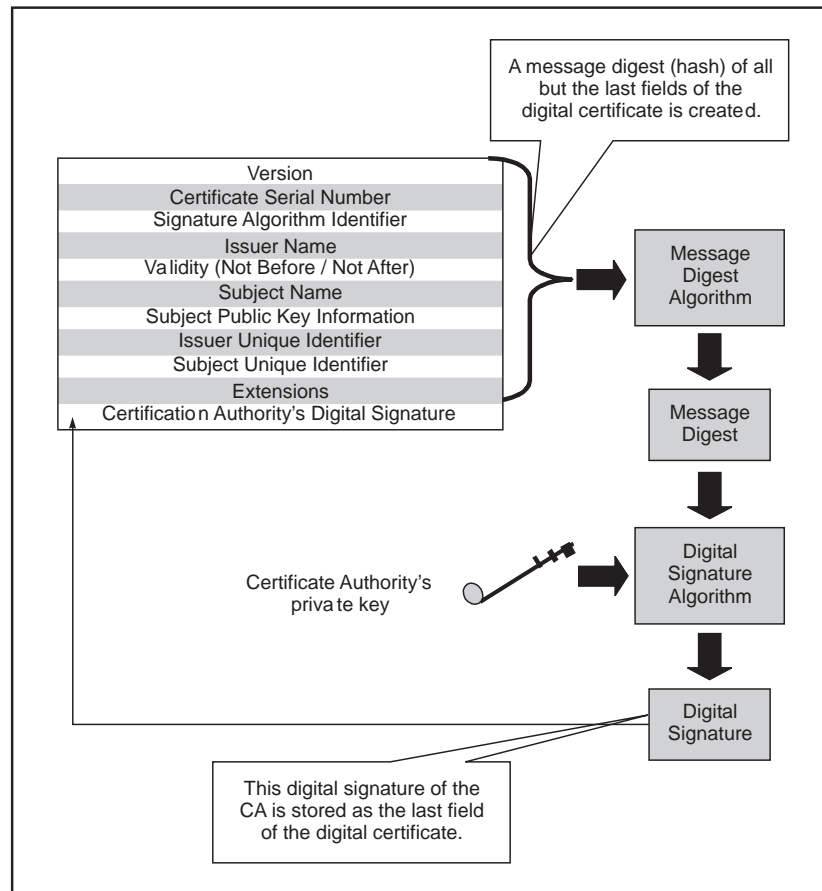 A message digest (hash) of all
but the last fields of the
digital certificate is created.
Version
Certificate Serial Number
Signature Algorithm Identifier
Issuer Name
Validity (Not Before / Not After)
Subject Name
Subject Public Key Information
Issuer Unique Identifier
Subject Unique Identifier
Extensions
Certification Authority's Digital Signature
Message
Digest
Algorithm
Message
Digest
Certificate Authority's
private key
Digital
Signature
Algorithm
Digital
Signature
This digital signature of the
CA is stored as the last field
of the digital certificate.